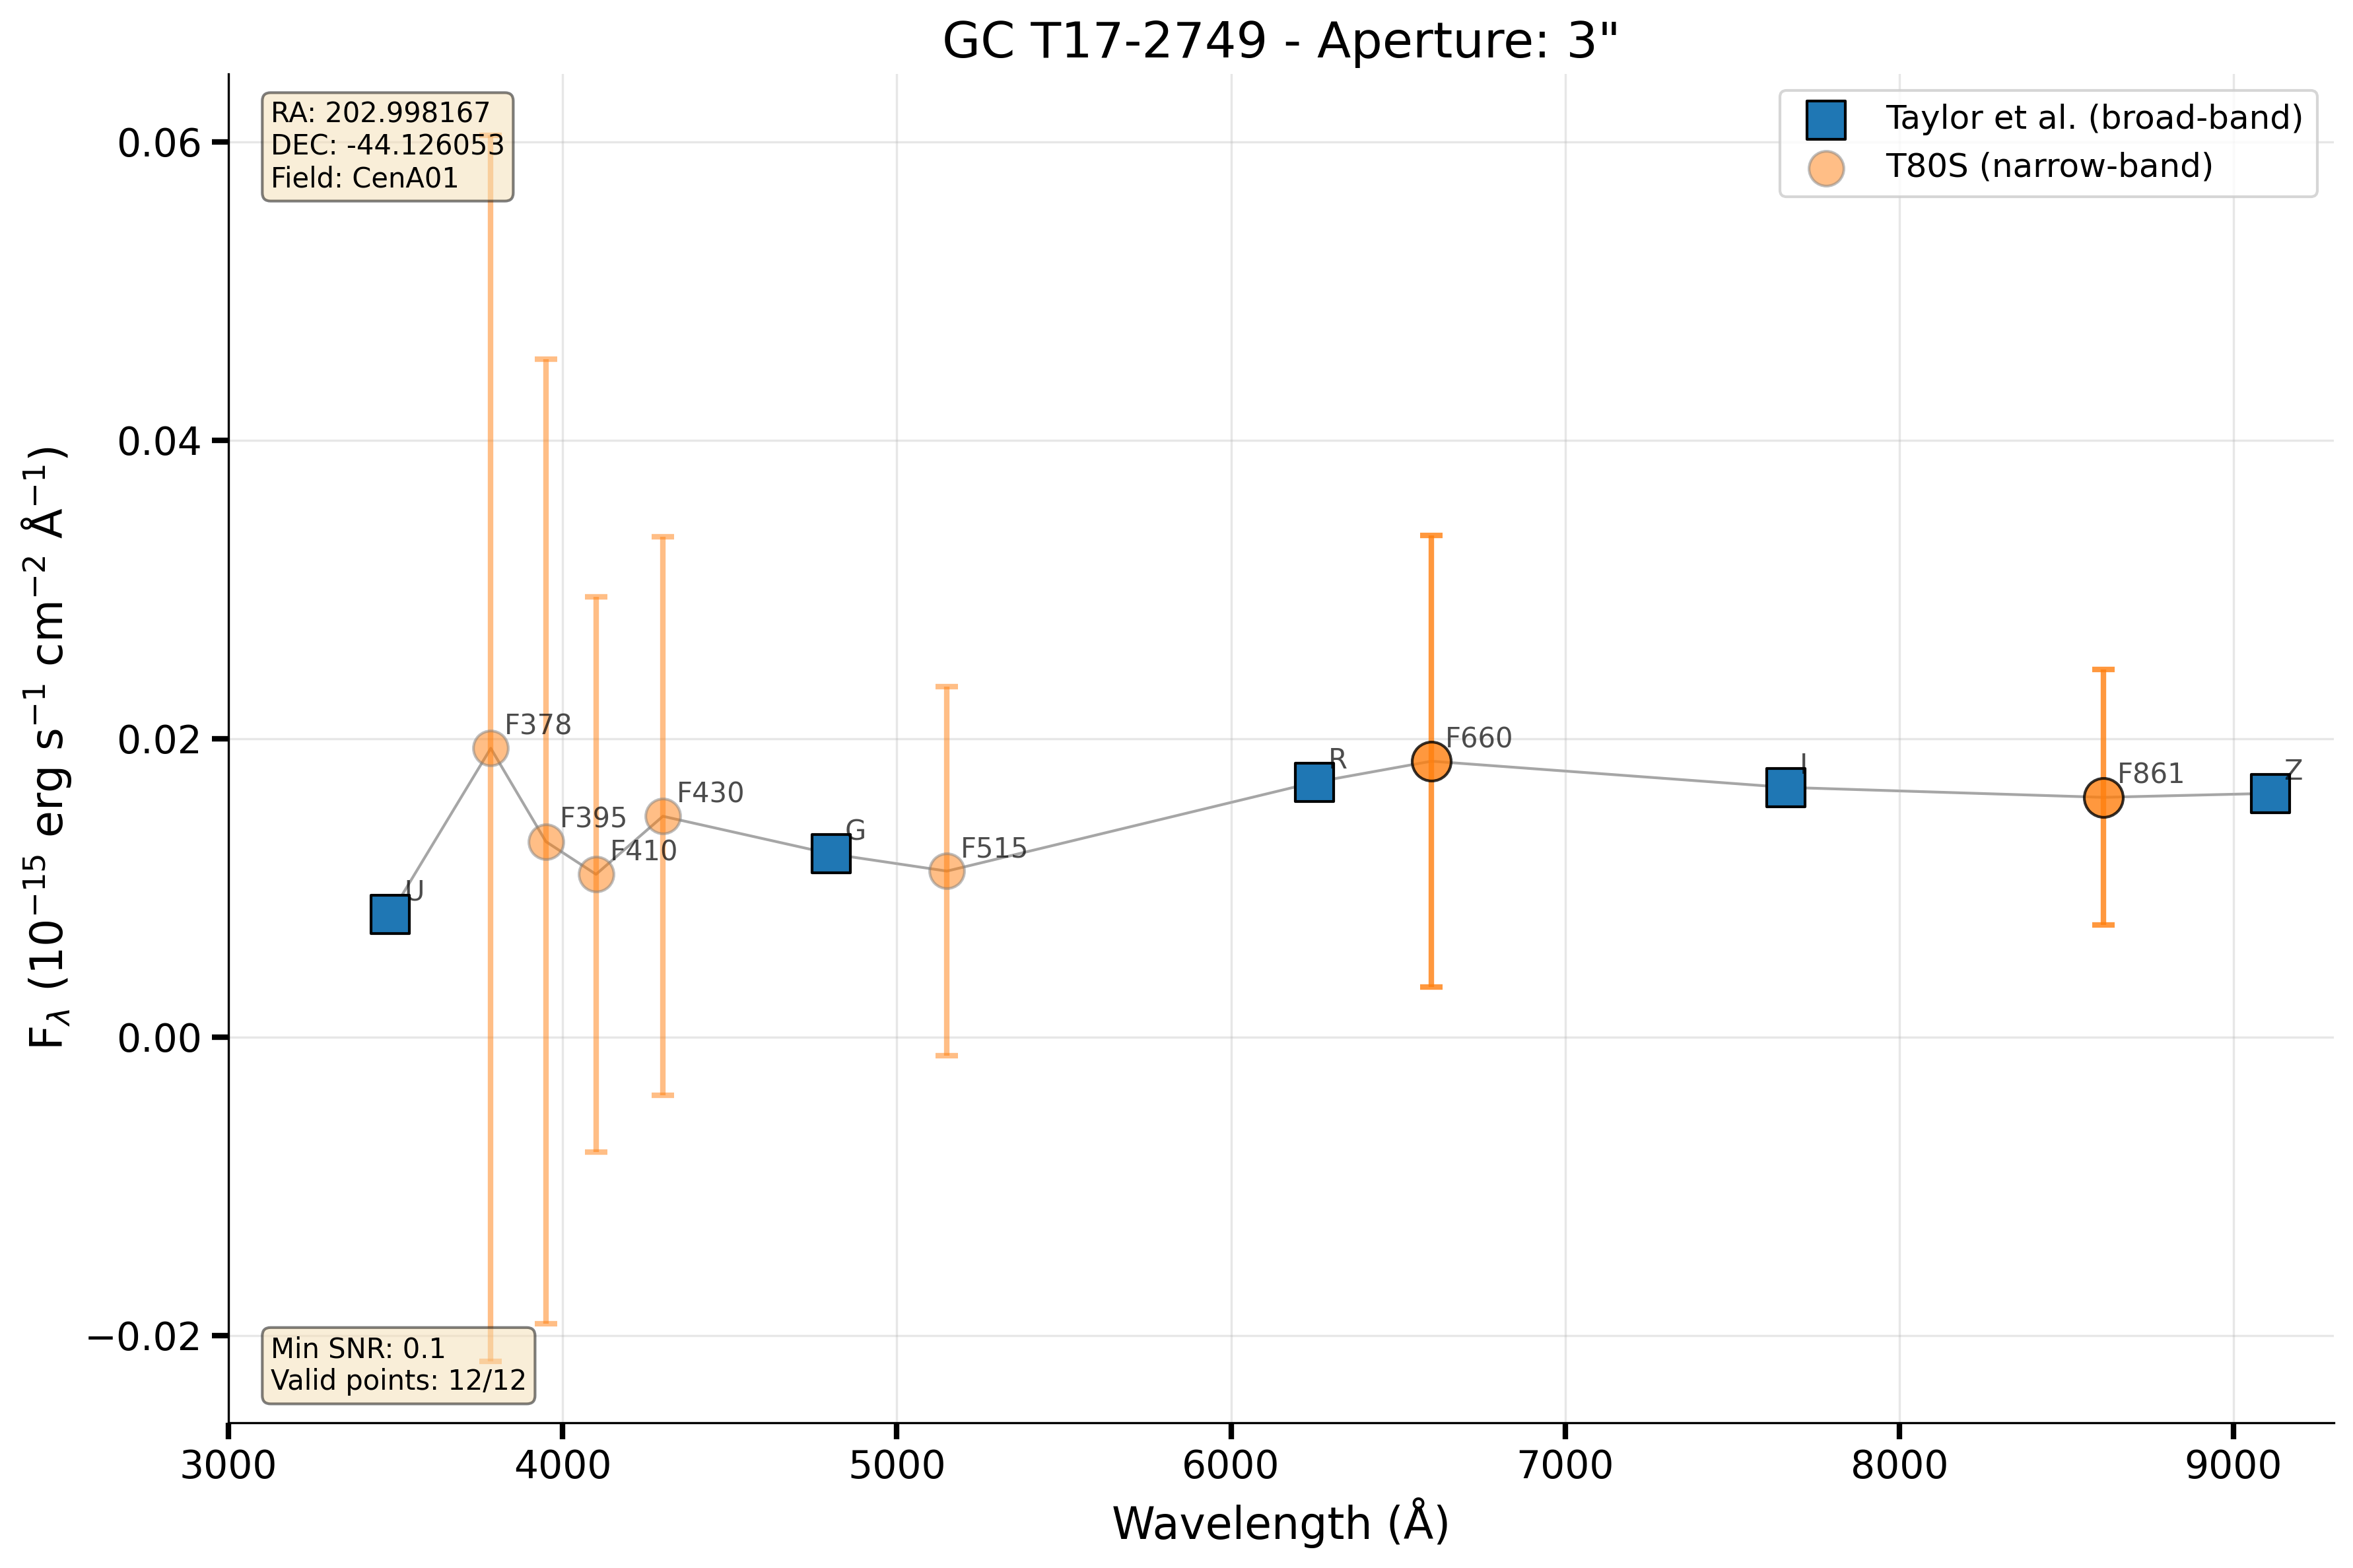 GC T17-2749 - Aperture: 3"
RA: 202.998167
DEC: -44.126053
Field: CenA01
Taylor et al. (broad-band)
T80S (narrow-band)
0.06
0.04
0.02
0.00
−0.02
F$_λ$ (10$^{−15}$ erg s$^{−1}$ cm$^{−2}$ Å$^{−1}$)
U
F378
F395
F410
F430
G
F515
R
F660
I
F861
Z
Min SNR: 0.1
Valid points: 12/12
3000 4000 5000 6000 7000 8000 9000
Wavelength (Å)